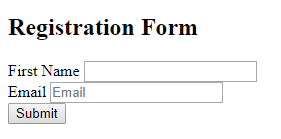 Registration Form
First Name
Email Email
Submit